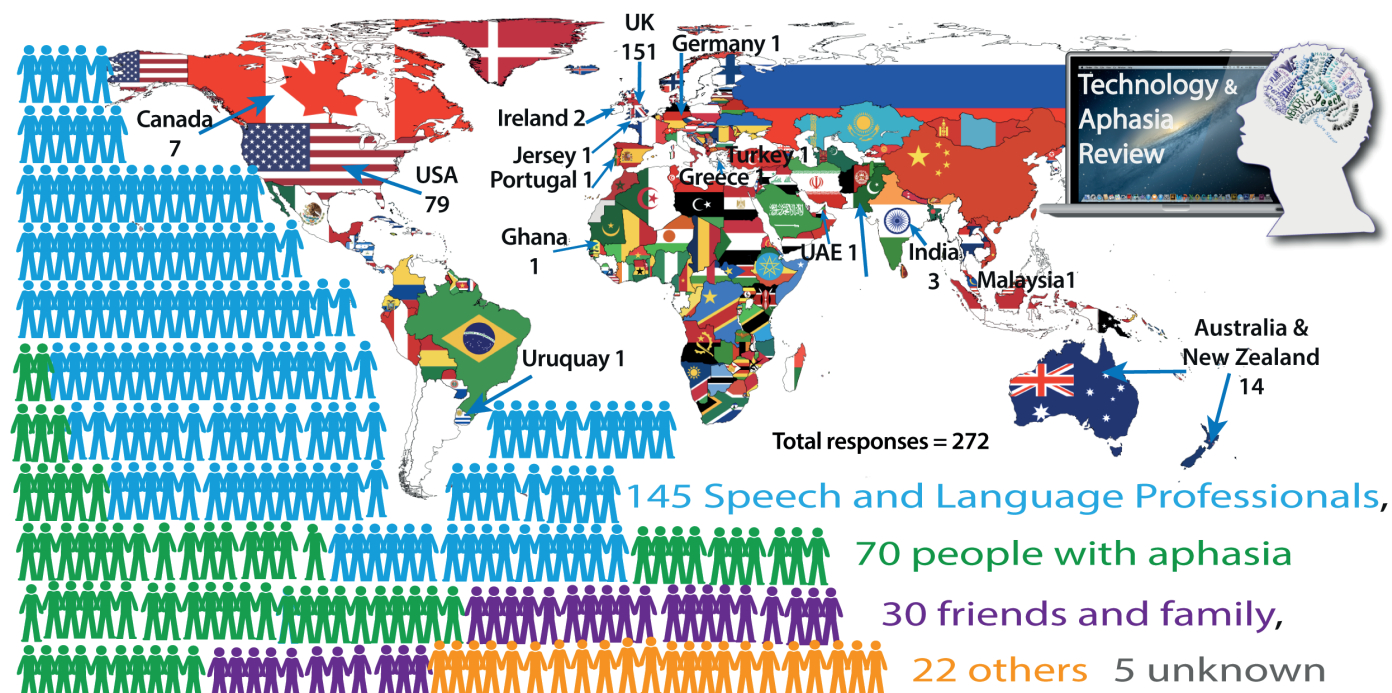 UK
151
Germany 1
Technology &
Aphasia
Review
Canada
7
Ireland 2
Jersey 1
Portugal 1
Turkey 1
Greece 1
USA
79
Ghana
1
UAE 1
India
3
Malaysia1
Australia &
New Zealand
14
Uruquay 1
Total responses = 272
145 Speech and Language Professionals,
70 people with aphasia
30 friends and family,
22 others 5 unknown